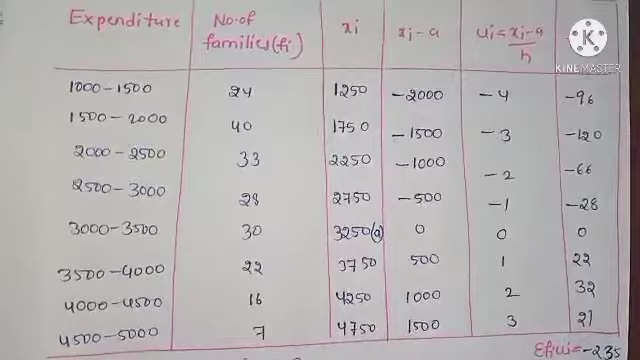 Expenditure No.of families(fi) xi xi-a ui=xi-a/h
1000-1500 24 1250 -2000 -4 -96
1500-2000 40 1750 -1500 -3 -120
2000-2500 33 2250 -1000 -2 -66
2500-3000 28 2750 -500 -1 -28
3000-3500 30 3250(a) 0 0 0
3500-4000 22 3750 500 1 22
4000-4500 16 4250 1000 2 32
4500-5000 7 4750 1500 3 21
Σfiui=-235
K
KINEMASTER